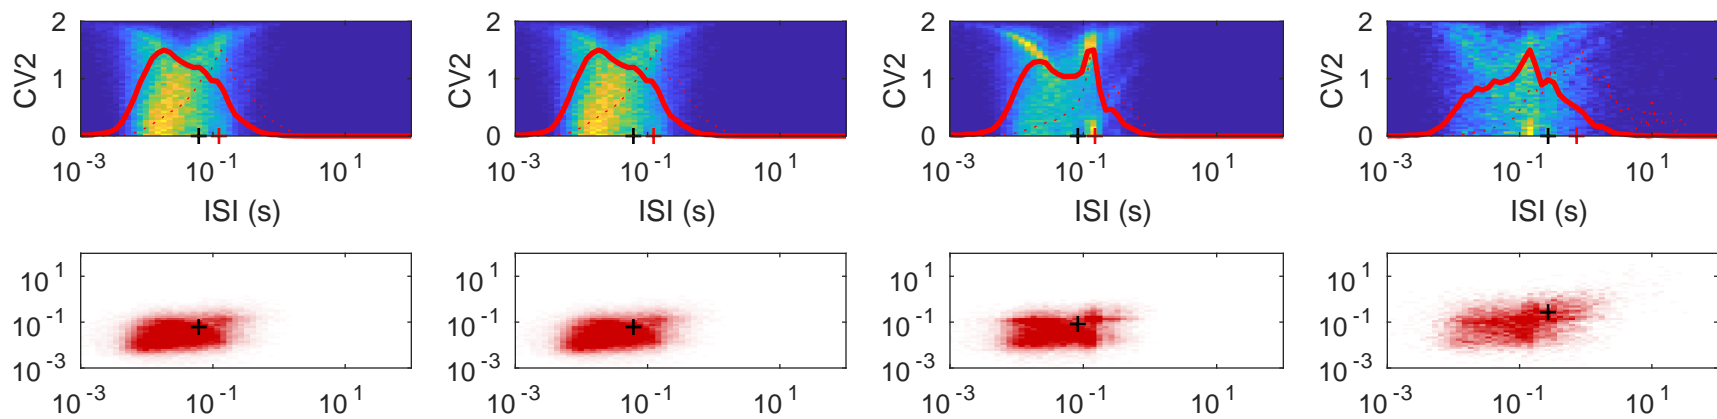 2 2 2 2
CV2 1 CV2 1 CV2 1 CV2 1
0 0 0 0
10-3 10-1 101 10-3 10-1 101 10-3 10-1 101 10-3 10-1 101
ISI (s) ISI (s) ISI (s) ISI (s)
101 101 101 101
10-1 10-1 10-1 10-1
10-3 10-3 10-3 10-3
10-3 10-1 101 10-3 10-1 101 10-3 10-1 101 10-3 10-1 101